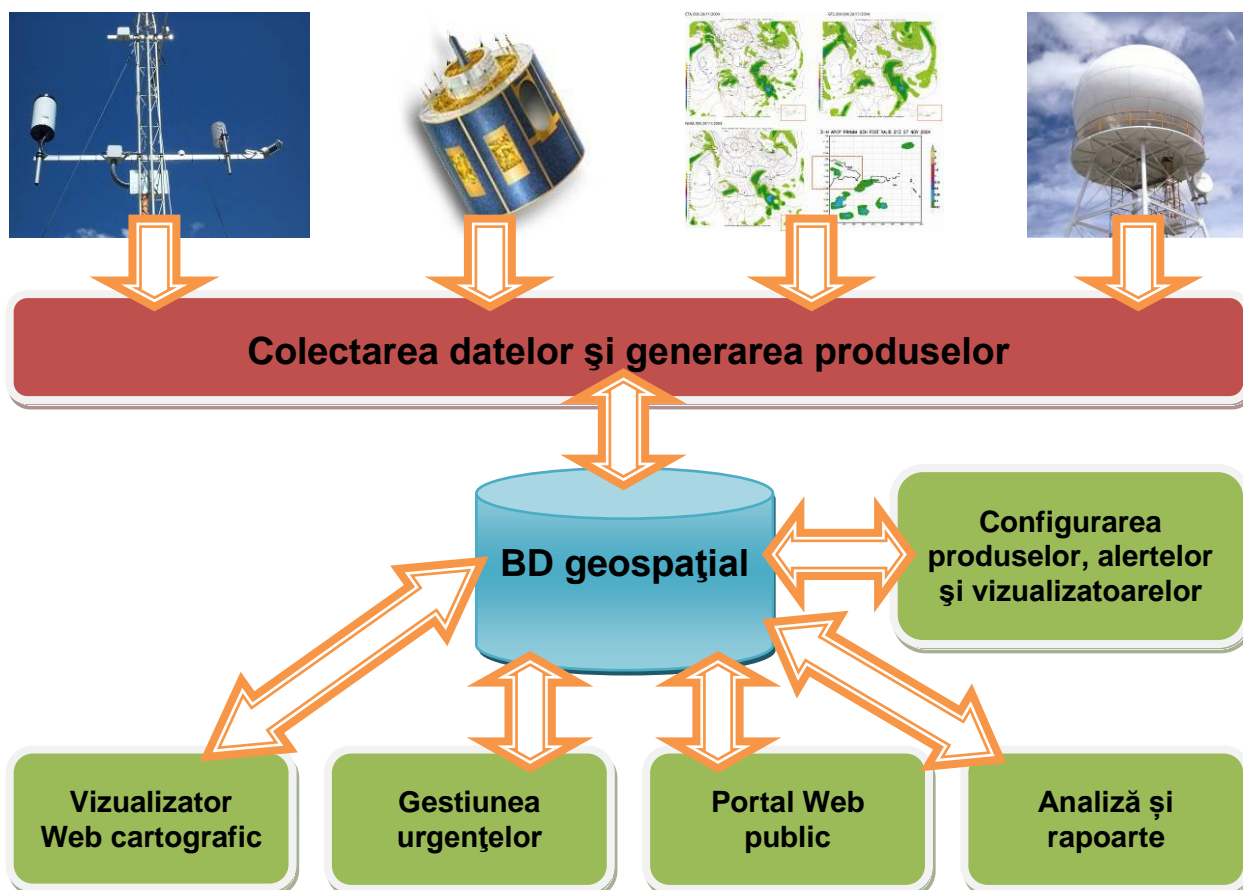 Colectarea datelor şi generarea produselor
BD geospaţial
Configurarea
produselor, alertelor
şi vizualizatoarelor
Vizualizator
Web cartografic
Gestiunea
urgenţelor
Portal Web
public
Analiză și
rapoarte